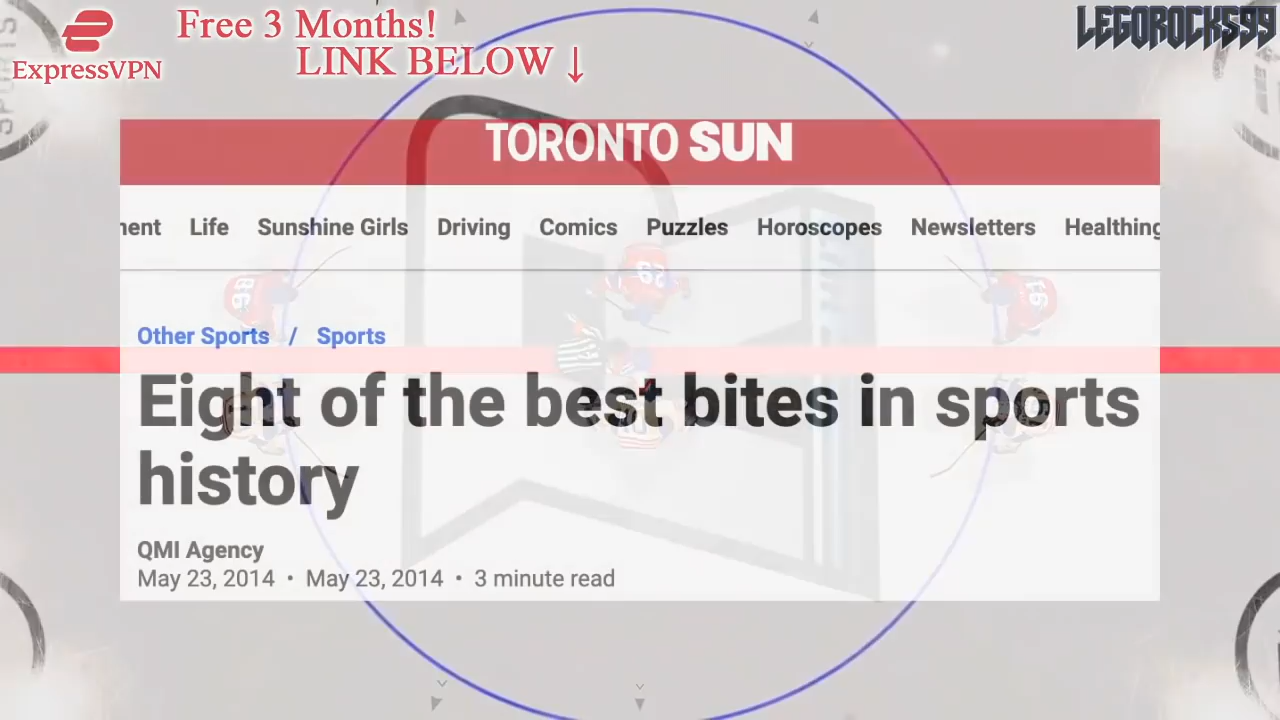 Free 3 Months!
LINK BELOW ↓
ExpressVPN
LEGOROCKS99
TORONTO SUN
Life Sunshine Girls Driving Comics Puzzles Horoscopes Newsletters Healthing
Other Sports / Sports
Eight of the best bites in sports
history
QMI Agency
May 23, 2014 • May 23, 2014 • 3 minute read